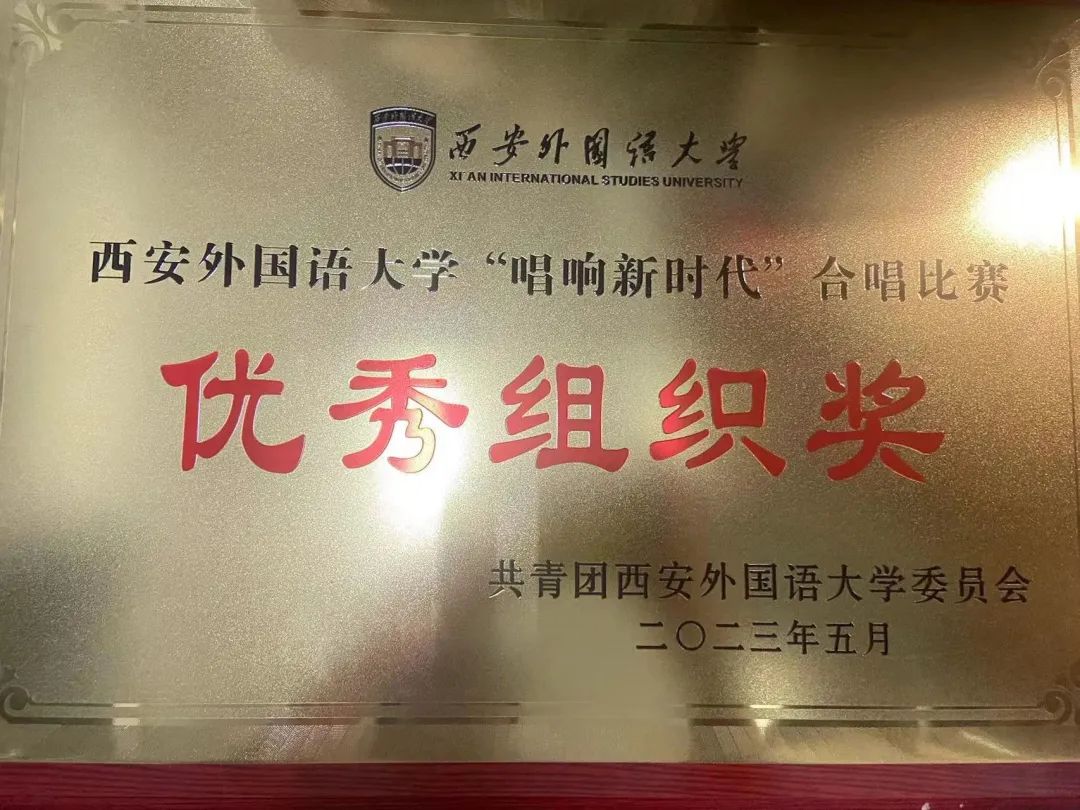 西安外国语大学
XI'AN INTERNATIONAL STUDIES UNIVERSITY
西安外国语大学“唱响新时代”合唱比赛
优秀组织奖
共青团西安外国语大学委员会
二〇二三年五月